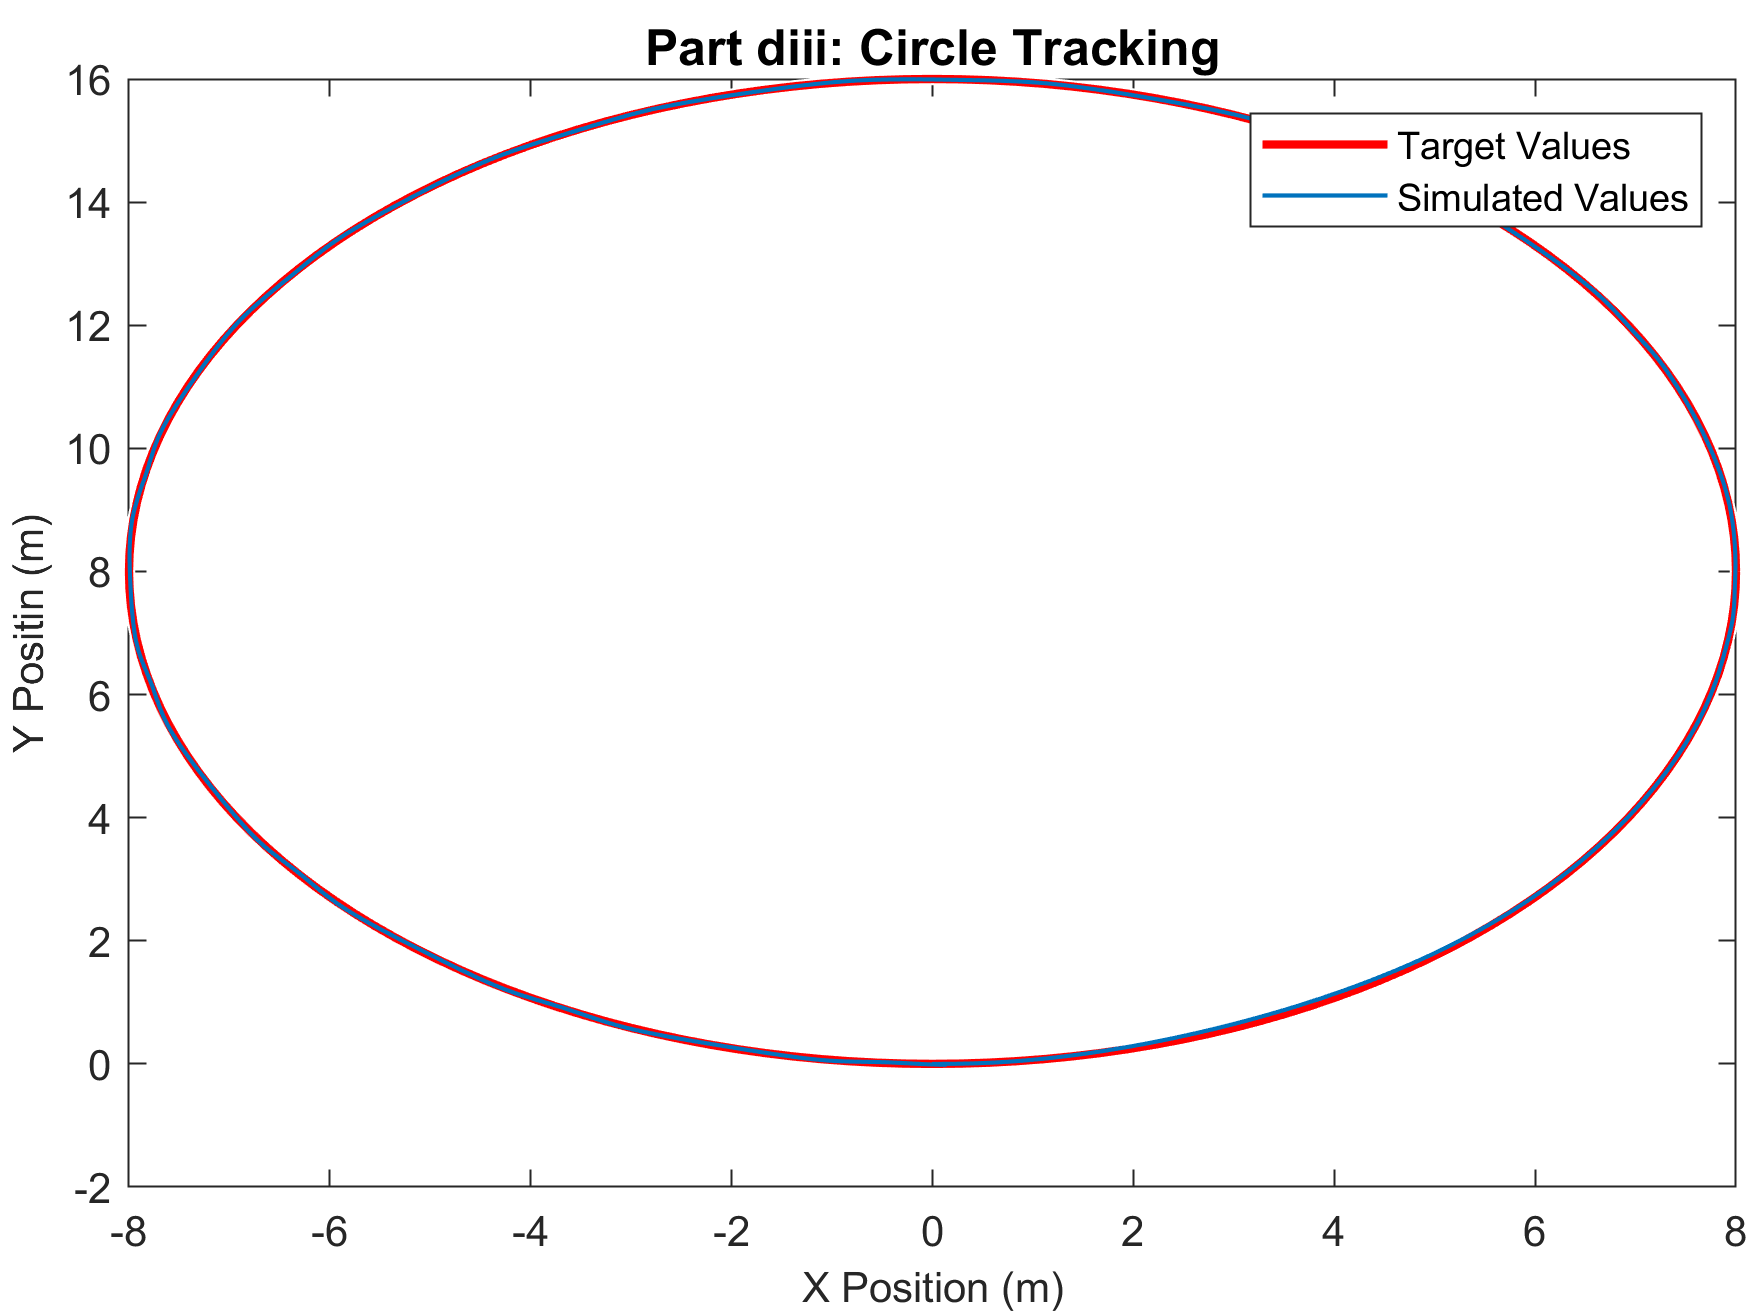 Part diii: Circle Tracking
Target Values
Simulated Values
16
14
12
10
8
6
4
2
0
-2
Y Positin (m)
-8 -6 -4 -2 0 2 4 6 8
X Position (m)